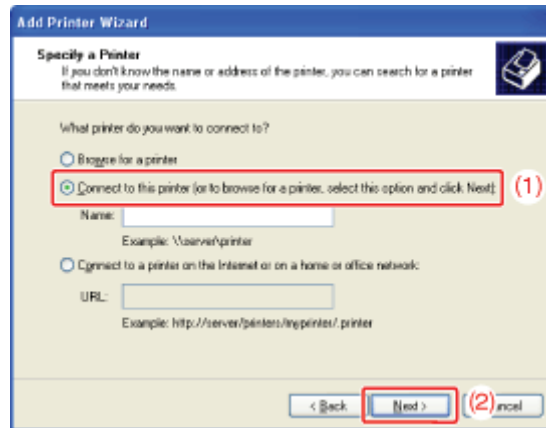 Add Printer Wizard
Specify a Printer
If you don't know the name or address of the printer, you can search for a printer
that meets your needs.
What printer do you want to connect to?
Browse for a printer
Connect to this printer (or to browse for a printer, select this option and click Next):
(1)
Name:
Example: \\server\printer
Connect to a printer on the Internet or on a home or office network:
URL:
Example: http://server/printers/myprinter/.printer
< Back
Next >
(2)
ncel